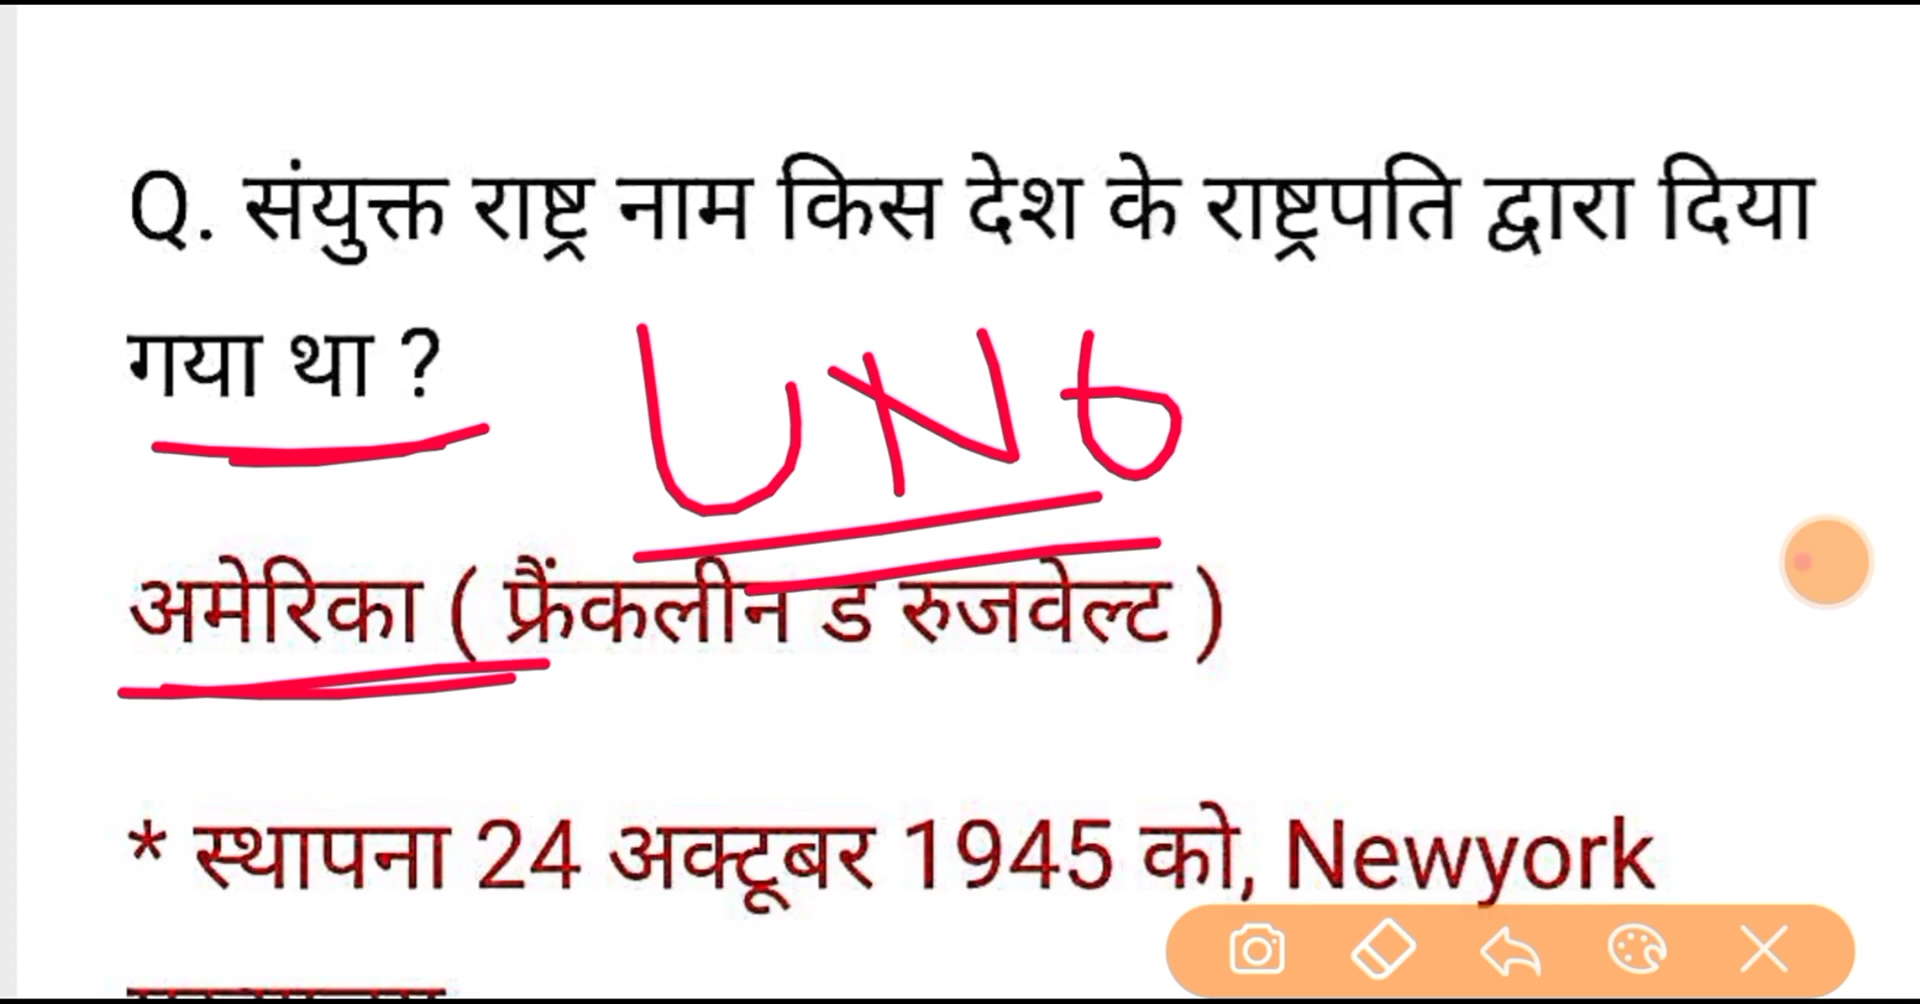 Q. संयुक्त राष्ट्र नाम किस देश के राष्ट्रपति द्वारा दिया
गया था ?
UNO
अमेरिका ( फ्रैंकलीन ड रुजवेल्ट )
* स्थापना 24 अक्टूबर 1945 को, Newyork